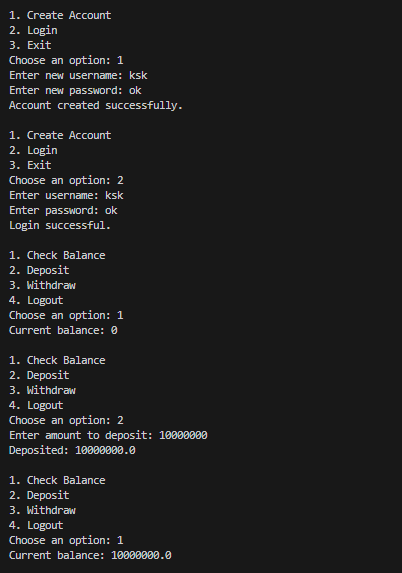 1. Create Account
2. Login
3. Exit
Choose an option: 1
Enter new username: ksk
Enter new password: ok
Account created successfully.

1. Create Account
2. Login
3. Exit
Choose an option: 2
Enter username: ksk
Enter password: ok
Login successful.

1. Check Balance
2. Deposit
3. Withdraw
4. Logout
Choose an option: 1
Current balance: 0

1. Check Balance
2. Deposit
3. Withdraw
4. Logout
Choose an option: 2
Enter amount to deposit: 10000000
Deposited: 10000000.0

1. Check Balance
2. Deposit
3. Withdraw
4. Logout
Choose an option: 1
Current balance: 10000000.0